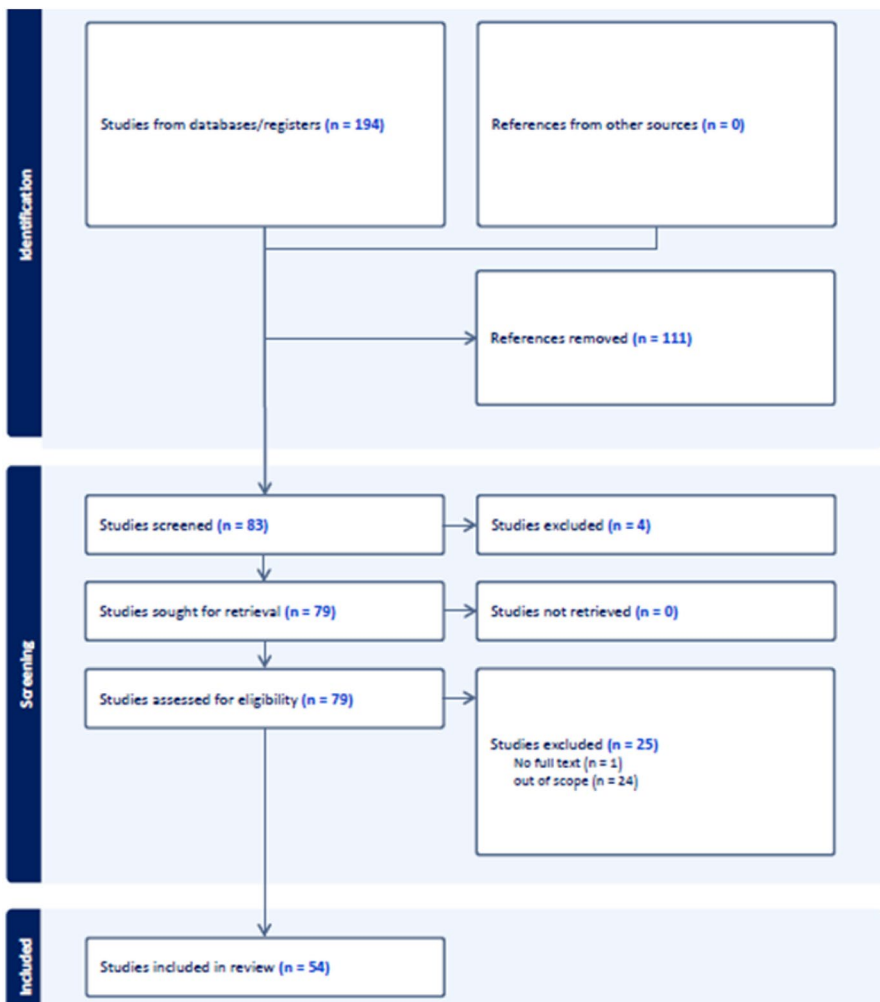 Identification
Studies from databases/registers (n = 194)
References from other sources (n = 0)
References removed (n = 111)
Screening
Studies screened (n = 83)
Studies excluded (n = 4)
Studies sought for retrieval (n = 79)
Studies not retrieved (n = 0)
Studies assessed for eligibility (n = 79)
Studies excluded (n = 25)
No full text (n = 1)
out of scope (n = 24)
Included
Studies included in review (n = 54)